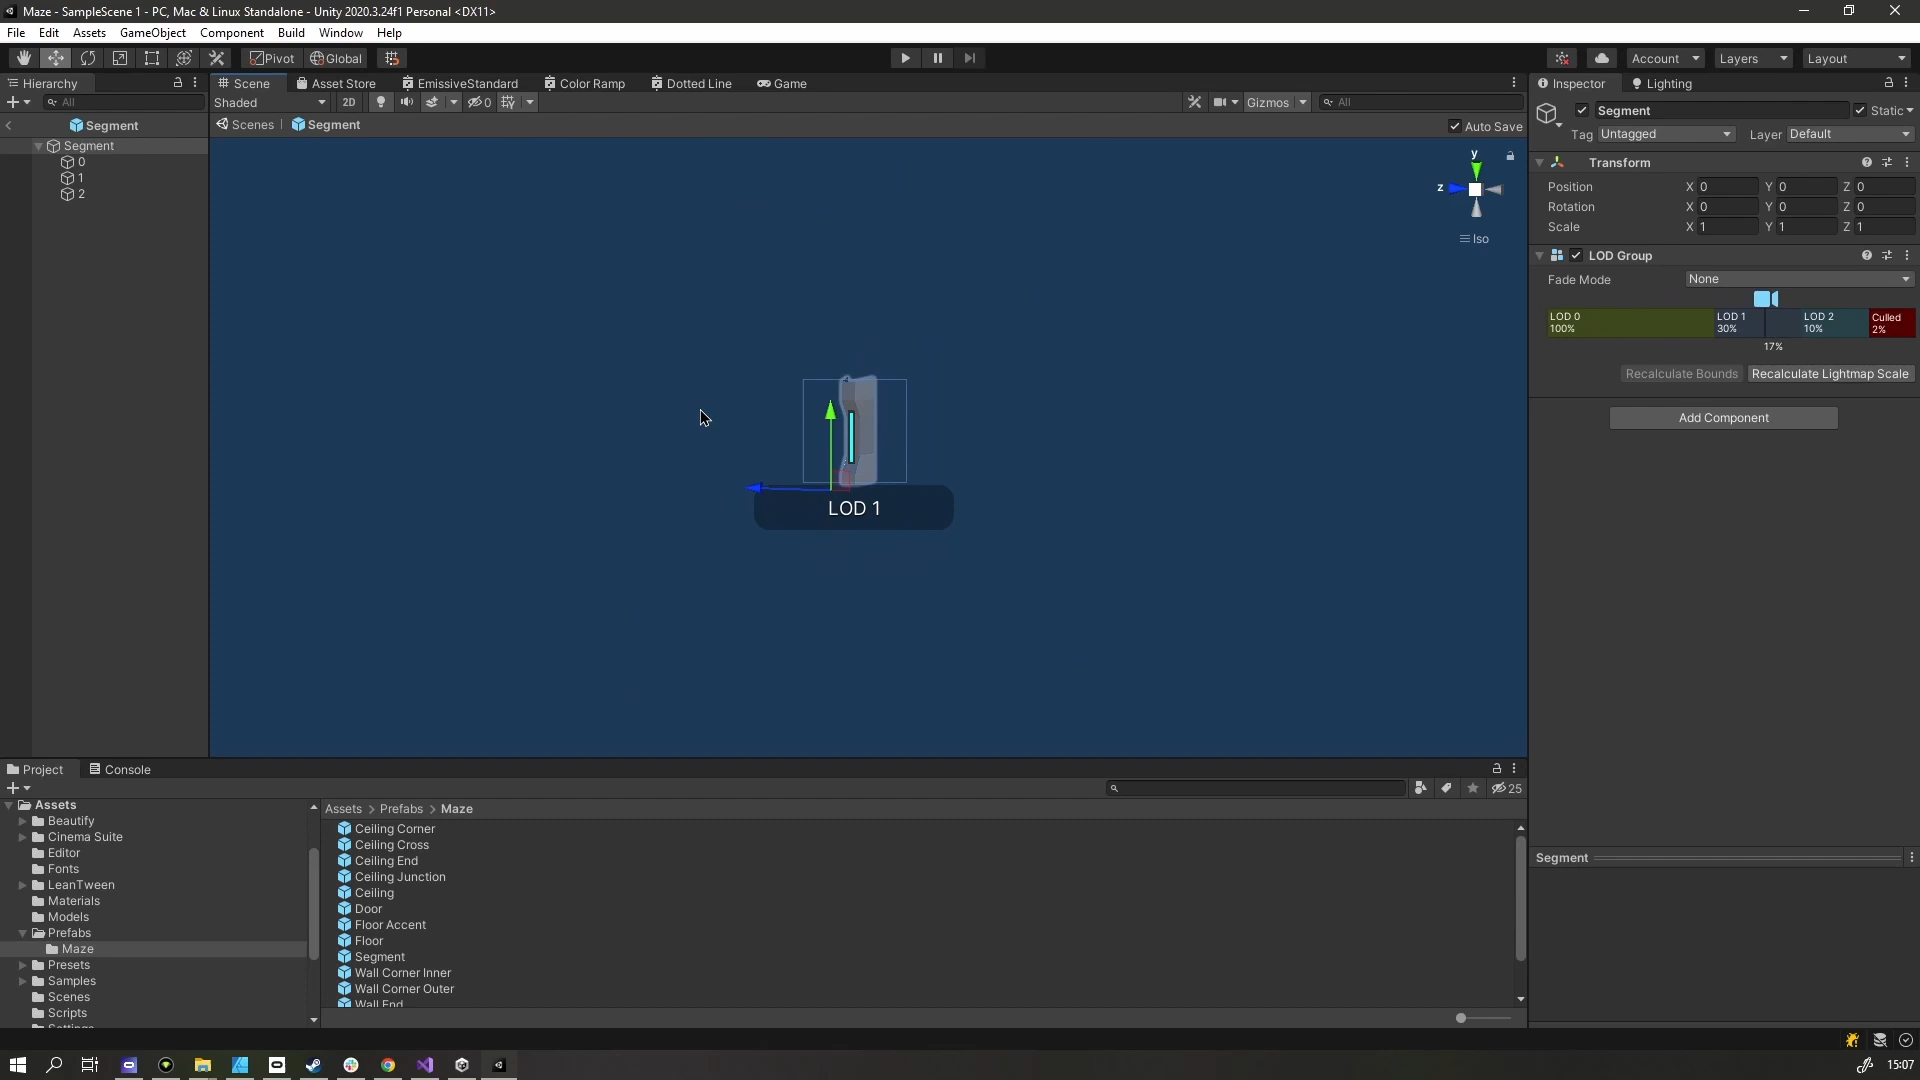 Maze - SampleScene 1 - PC, Mac & Linux Standalone - Unity 2020.3.24f1 Personal <DX11>
File Edit Assets GameObject Component Build Window Help
Pivot Global Account Layers Layout
Hierarchy
All
Segment
Segment
0
1
2
Scene Asset Store EmissiveStandard Color Ramp Dotted Line Game
Shaded 2D 0 Gizmos All
Scenes Segment Auto Save
y
z
Iso
LOD 1
Inspector Lighting
Segment Static
Tag Untagged Layer Default
Transform
Position X 0 Y 0 Z 0
Rotation X 0 Y 0 Z 0
Scale X 1 Y 1 Z 1
LOD Group
Fade Mode None
LOD 0 LOD 1 LOD 2 Culled
100% 30% 10% 2%
17%
Recalculate Bounds Recalculate Lightmap Scale
Add Component
Segment
Project Console
25
Assets
Beautify
Cinema Suite
Editor
Fonts
LeanTween
Materials
Models
Prefabs
Maze
Presets
Samples
Scenes
Scripts
Settings
Assets > Prefabs > Maze
Ceiling Corner
Ceiling Cross
Ceiling End
Ceiling Junction
Ceiling
Door
Floor Accent
Floor
Segment
Wall Corner Inner
Wall Corner Outer
Wall End
15:07